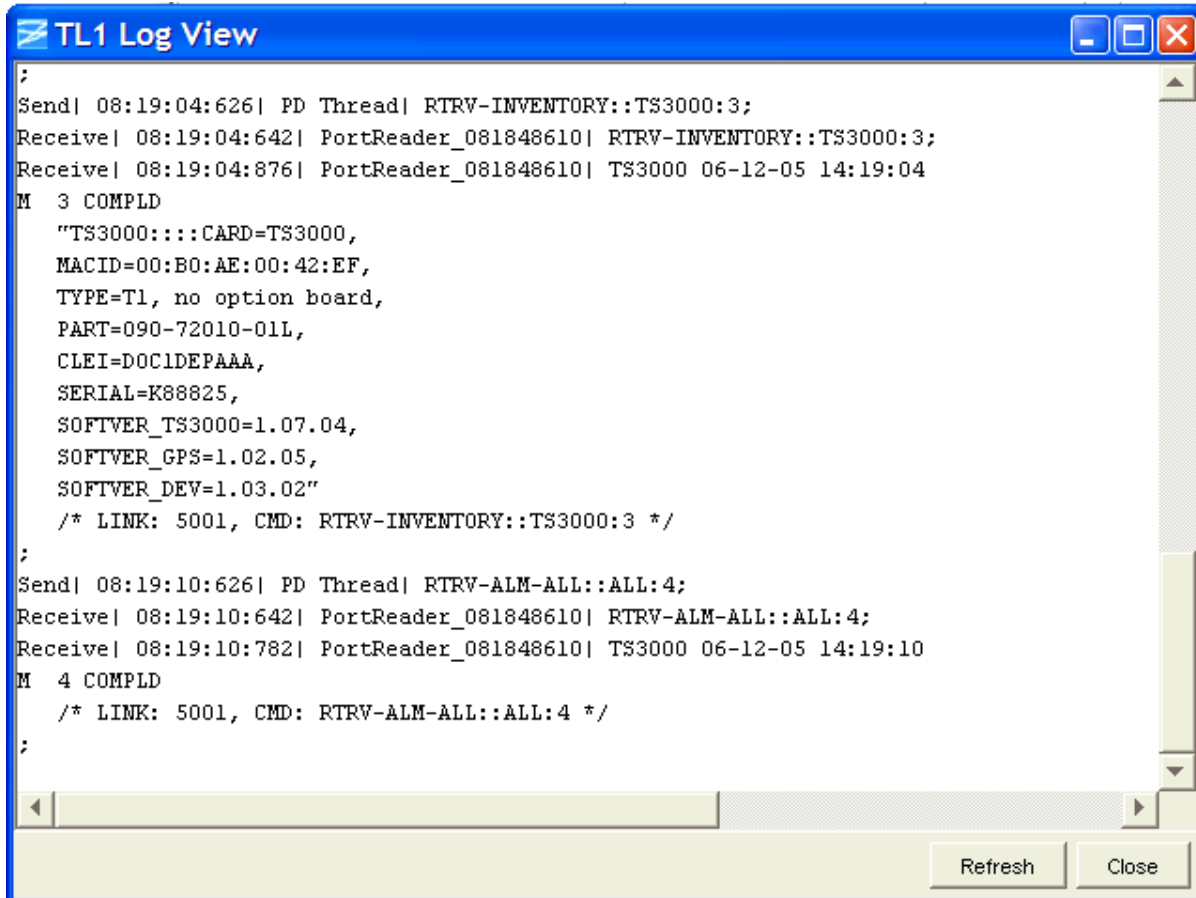 TL1 Log View
;
Send| 08:19:04:626| PD Thread| RTRV-INVENTORY::TS3000:3;
Receive| 08:19:04:642| PortReader_081848610| RTRV-INVENTORY::TS3000:3;
Receive| 08:19:04:876| PortReader_081848610| TS3000 06-12-05 14:19:04
M  3 COMPLD
   "TS3000::::CARD=TS3000,
   MACID=00:B0:AE:00:42:EF,
   TYPE=T1, no option board,
   PART=090-72010-01L,
   CLEI=D0C1DEPAAA,
   SERIAL=K88825,
   SOFTVER_TS3000=1.07.04,
   SOFTVER_GPS=1.02.05,
   SOFTVER_DEV=1.03.02"
   /* LINK: 5001, CMD: RTRV-INVENTORY::TS3000:3 */
;
Send| 08:19:10:626| PD Thread| RTRV-ALM-ALL::ALL:4;
Receive| 08:19:10:642| PortReader_081848610| RTRV-ALM-ALL::ALL:4;
Receive| 08:19:10:782| PortReader_081848610| TS3000 06-12-05 14:19:10
M  4 COMPLD
   /* LINK: 5001, CMD: RTRV-ALM-ALL::ALL:4 */
;
Refresh Close